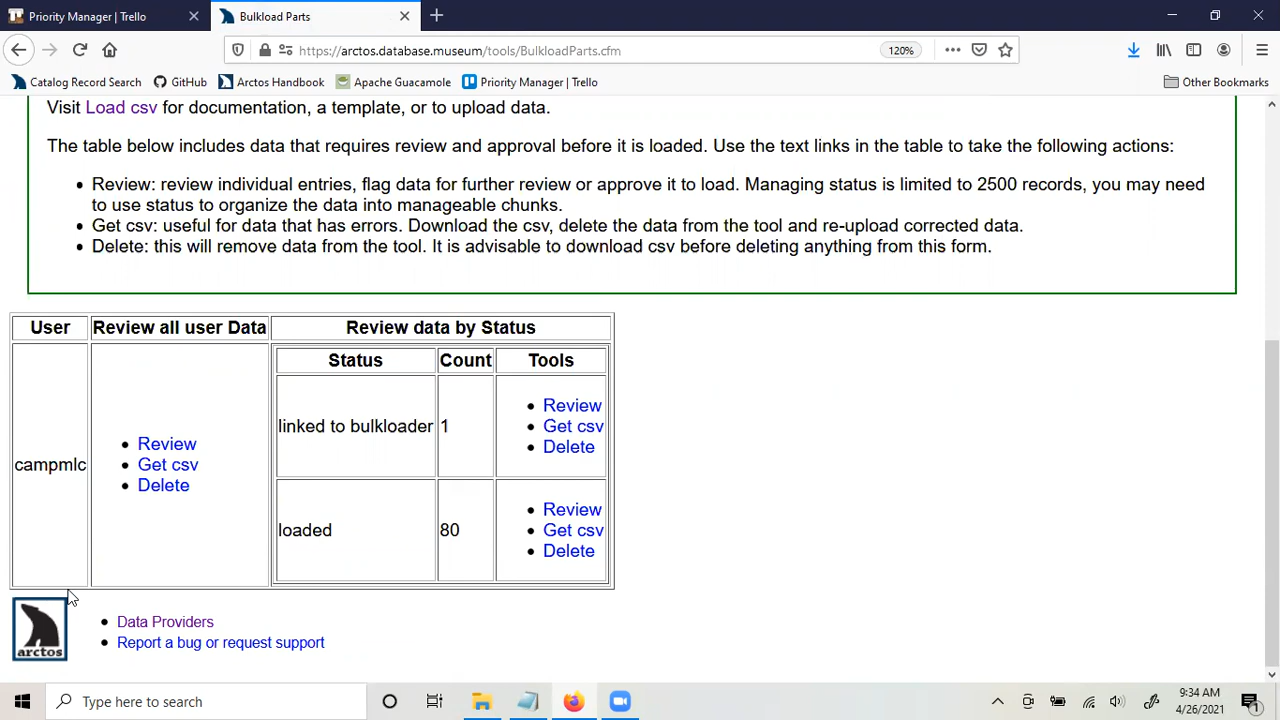 Priority Manager | Trello
Bulkload Parts
https://arctos.database.museum/tools/BulkloadParts.cfm
120%
Catalog Record Search
GitHub
Arctos Handbook
Apache Guacamole
Priority Manager | Trello
Other Bookmarks
Visit Load csv for documentation, a template, or to upload data.
The table below includes data that requires review and approval before it is loaded. Use the text links in the table to take the following actions:
Review: review individual entries, flag data for further review or approve it to load. Managing status is limited to 2500 records, you may need
to use status to organize the data into manageable chunks.
Get csv: useful for data that has errors. Download the csv, delete the data from the tool and re-upload corrected data.
Delete: this will remove data from the tool. It is advisable to download csv before deleting anything from this form.
User
Review all user Data
Review data by Status
Status
Count
Tools
campmlc
Review
Get csv
Delete
linked to bulkloader
1
Review
Get csv
Delete
loaded
80
Review
Get csv
Delete
arctos
Data Providers
Report a bug or request support
Type here to search
9:34 AM
4/26/2021
1